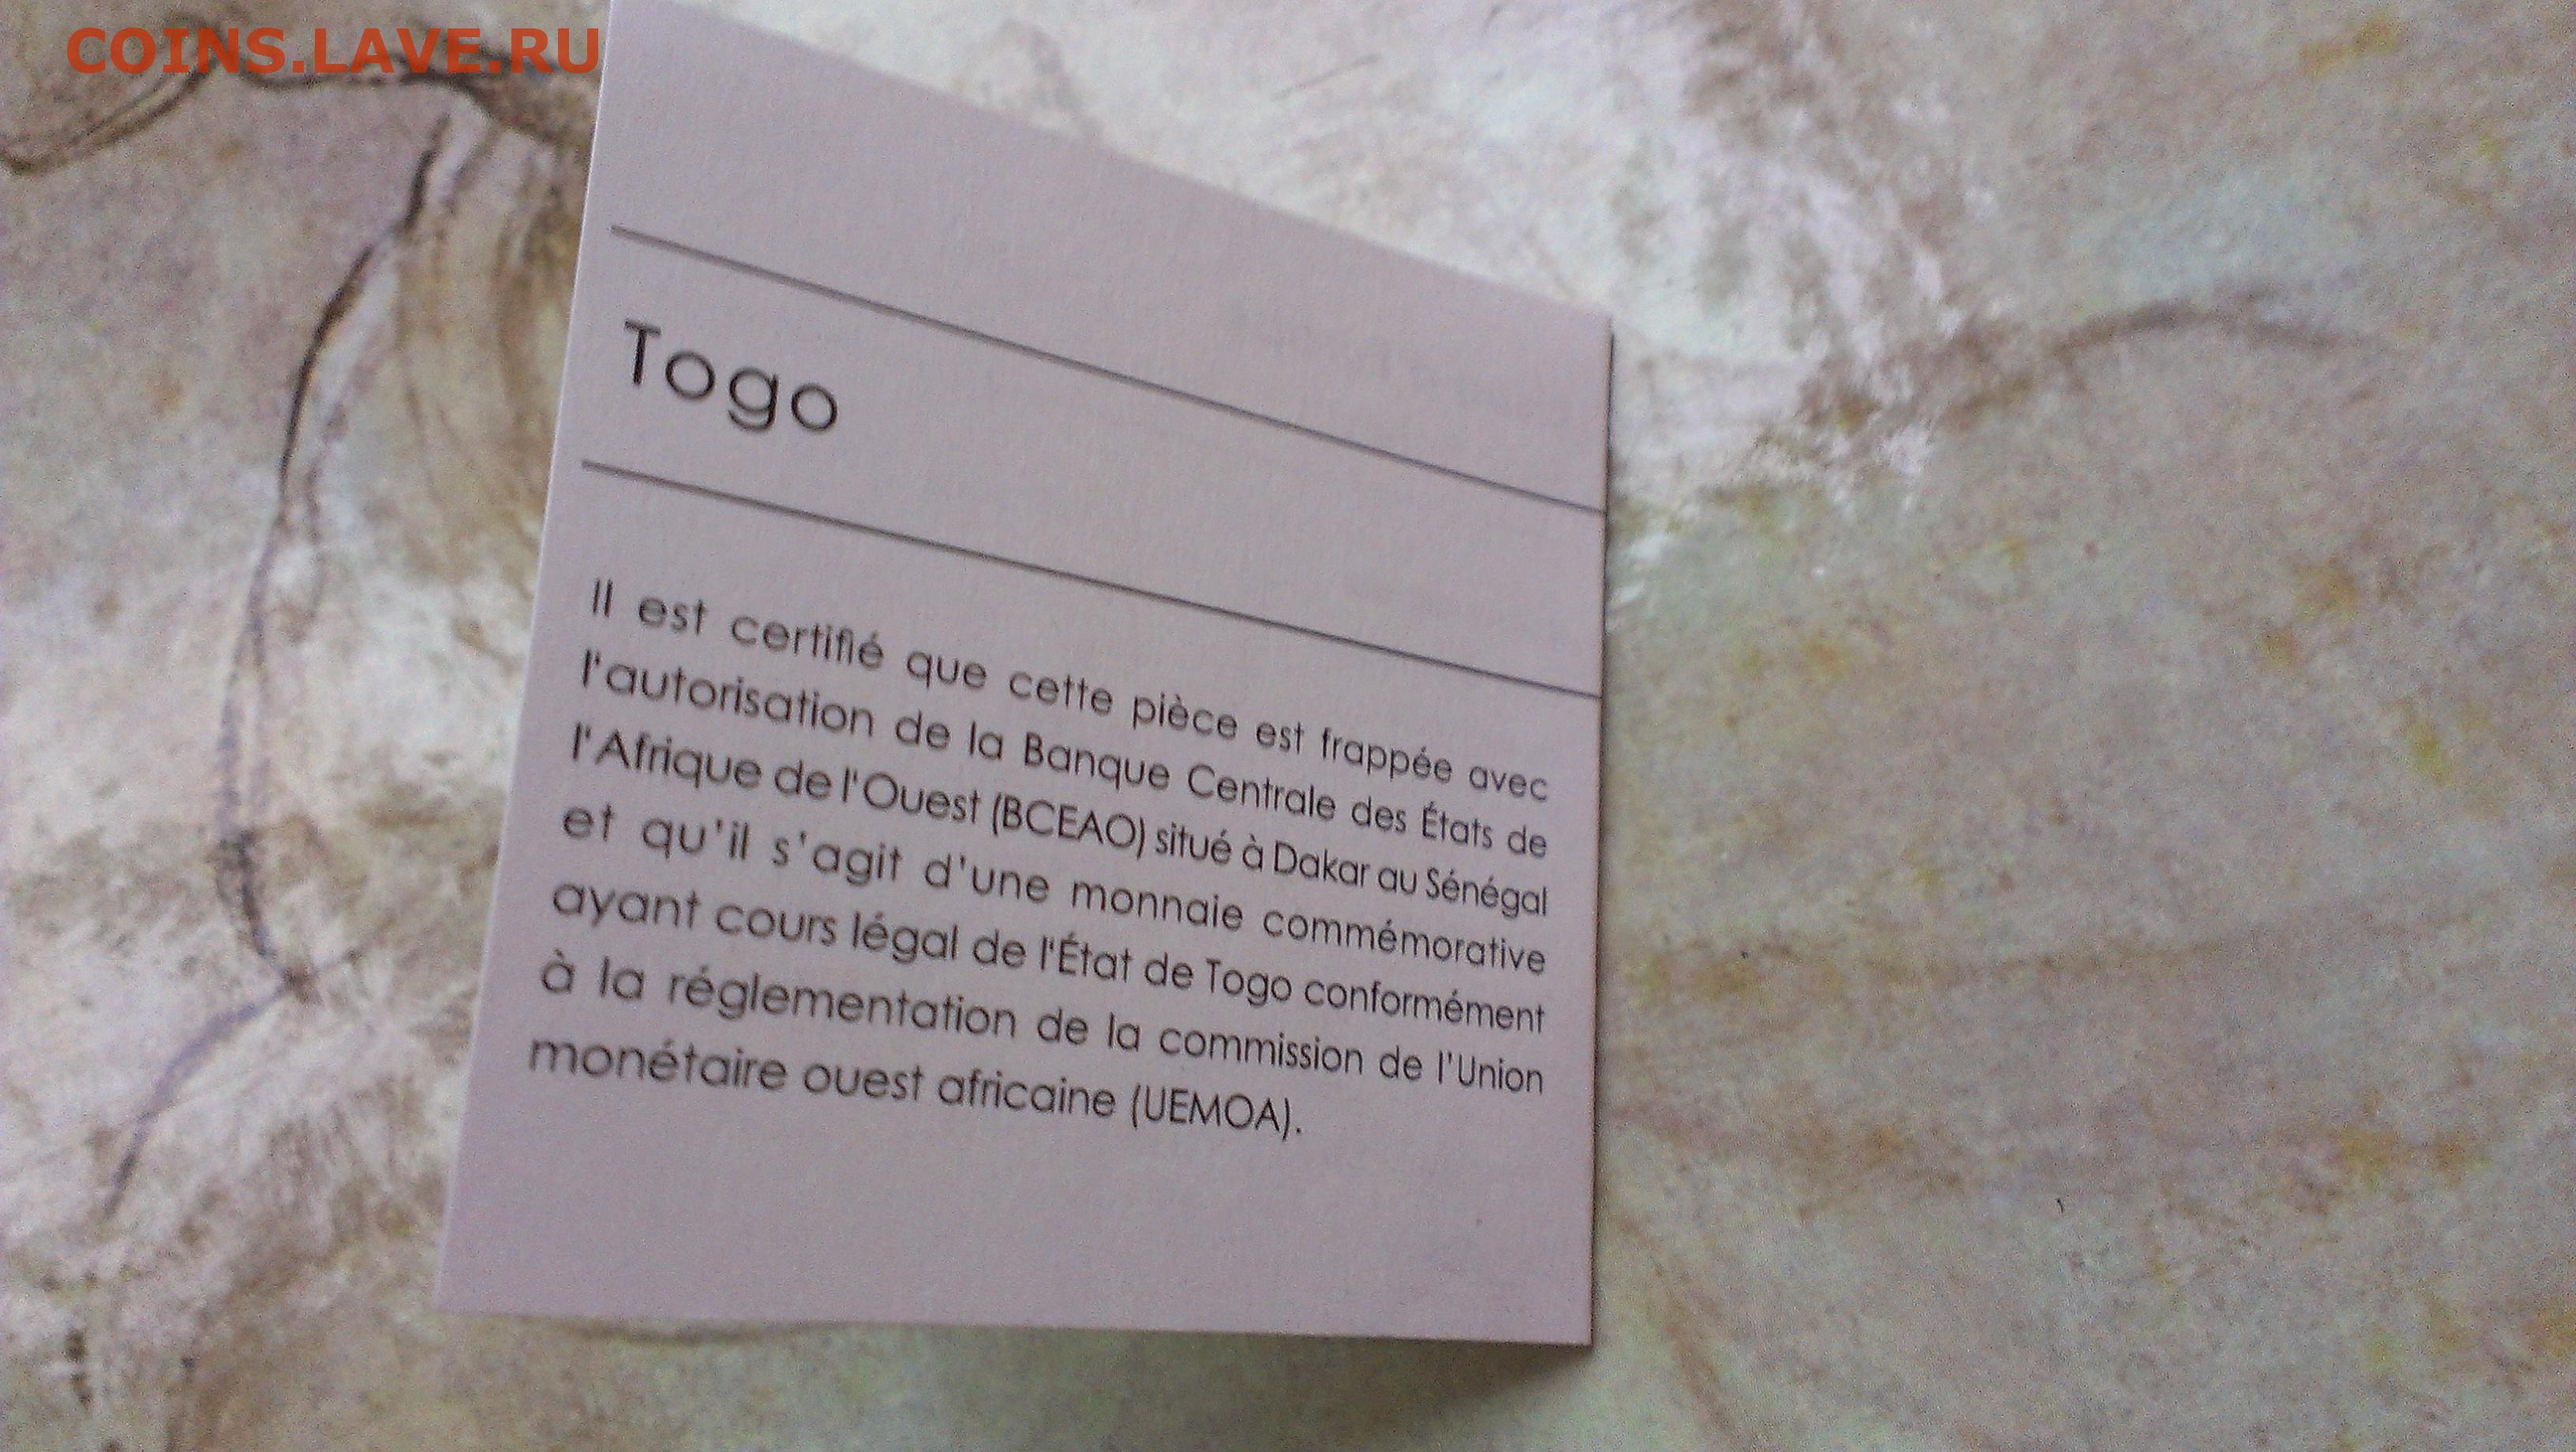 COINS.LAVE.RU
Togo
Il est certifié que cette pièce est frappée avec
l'autorisation de la Banque Centrale des États de
l'Afrique de l'Ouest (BCEAO) situé à Dakar au Sénégal
et qu'il s'agit d'une monnaie commémorative
ayant cours légal de l'État de Togo conformément
à la réglementation de la commission de l'Union
monétaire ouest africaine (UEMOA).